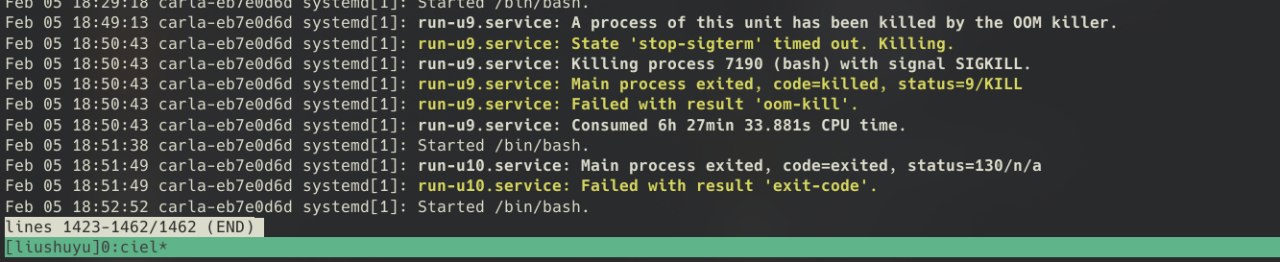 Feb 05 18:29:18 carla-eb7e0d6d systemd[1]: Started /bin/bash.
Feb 05 18:49:13 carla-eb7e0d6d systemd[1]: run-u9.service: A process of this unit has been killed by the OOM killer.
Feb 05 18:50:43 carla-eb7e0d6d systemd[1]: run-u9.service: State 'stop-sigterm' timed out. Killing.
Feb 05 18:50:43 carla-eb7e0d6d systemd[1]: run-u9.service: Killing process 7190 (bash) with signal SIGKILL.
Feb 05 18:50:43 carla-eb7e0d6d systemd[1]: run-u9.service: Main process exited, code=killed, status=9/KILL
Feb 05 18:50:43 carla-eb7e0d6d systemd[1]: run-u9.service: Failed with result 'oom-kill'.
Feb 05 18:50:43 carla-eb7e0d6d systemd[1]: run-u9.service: Consumed 6h 27min 33.881s CPU time.
Feb 05 18:51:38 carla-eb7e0d6d systemd[1]: Started /bin/bash.
Feb 05 18:51:49 carla-eb7e0d6d systemd[1]: run-u10.service: Main process exited, code=exited, status=130/n/a
Feb 05 18:51:49 carla-eb7e0d6d systemd[1]: run-u10.service: Failed with result 'exit-code'.
Feb 05 18:52:52 carla-eb7e0d6d systemd[1]: Started /bin/bash.
lines 1423-1462/1462 (END)
[liushuyu]0:ciel*